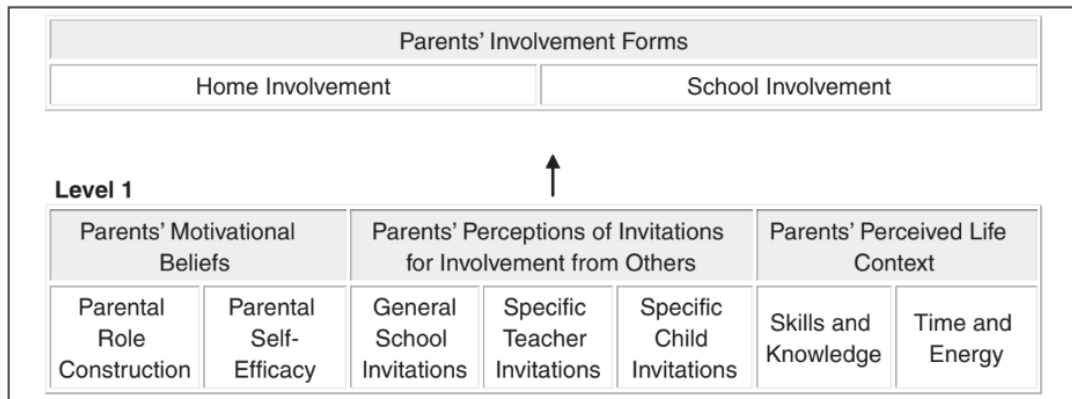 Parents' Involvement Forms
Home Involvement
School Involvement
Level 1
Parents' Motivational
Beliefs
Parents' Perceptions of Invitations
for Involvement from Others
Parents' Perceived Life
Context
Parental
Role
Construction
Parental
Self-
Efficacy
General
School
Invitations
Specific
Teacher
Invitations
Specific
Child
Invitations
Skills and
Knowledge
Time and
Energy